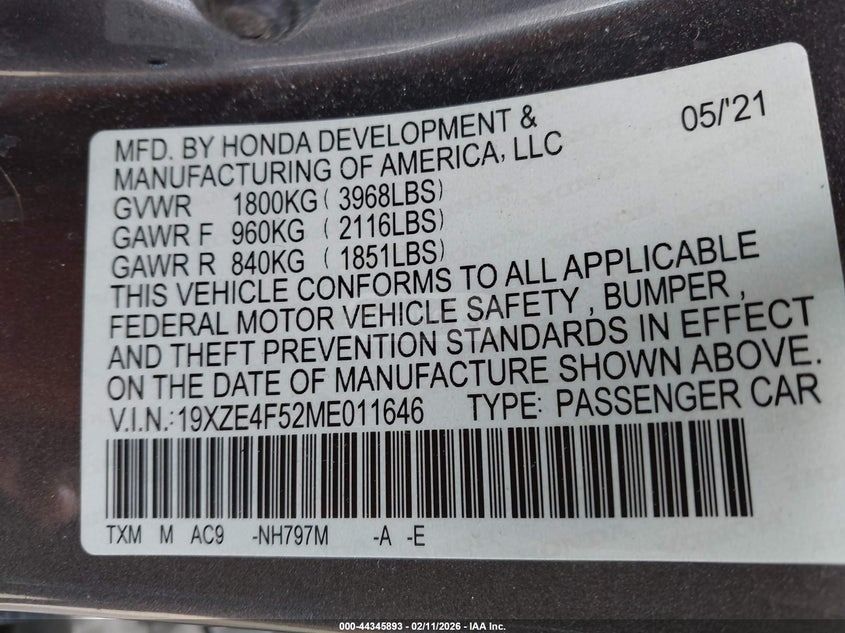 05/'21
MFD. BY HONDA DEVELOPMENT &
MANUFACTURING OF AMERICA, LLC
GVWR 1800KG ( 3968LBS)
GAWR F 960KG ( 2116LBS)
GAWR R 840KG ( 1851LBS)
THIS VEHICLE CONFORMS TO ALL APPLICABLE
FEDERAL MOTOR VEHICLE SAFETY , BUMPER ,
AND THEFT PREVENTION STANDARDS IN EFFECT
ON THE DATE OF MANUFACTURE SHOWN ABOVE.
V.I.N.:19XZE4F52ME011646 TYPE: PASSENGER CAR
TXM M AC9 -NH797M -A -E
000-44345893 - 02/11/2026 - IAA Inc.